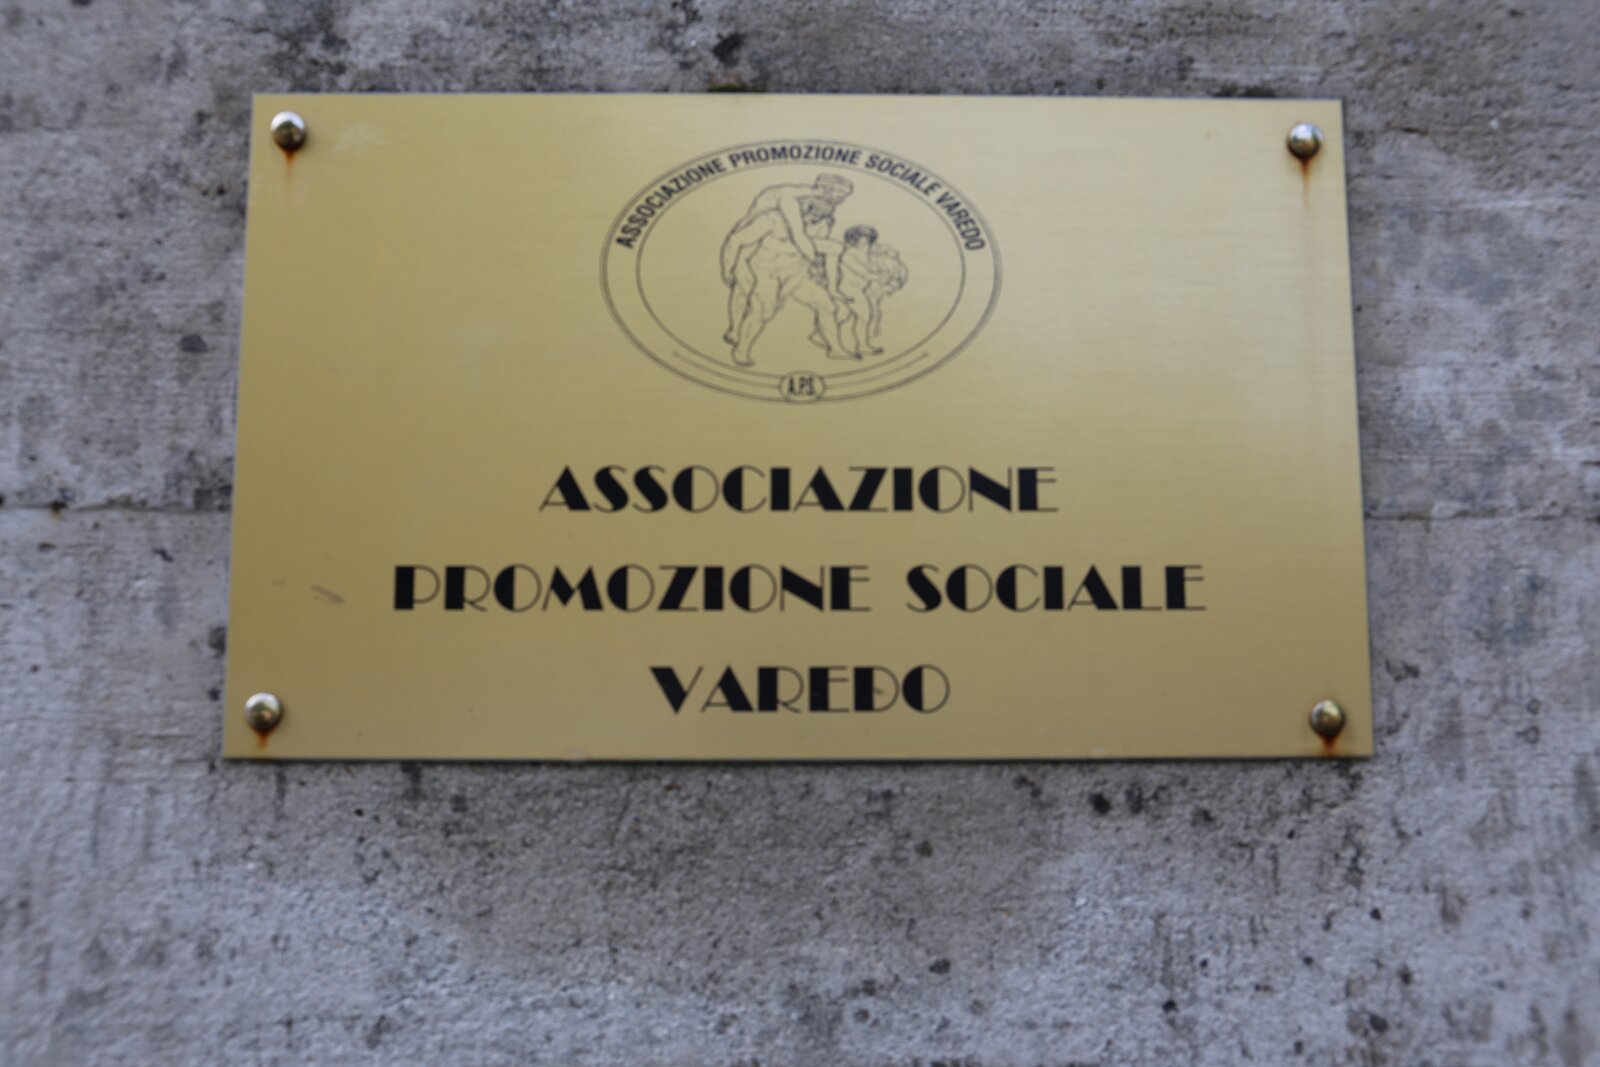 ASSOCIAZIONE PROMOZIONE SOCIALE VAREDO
A.P.S.
ASSOCIAZIONE
PROMOZIONE SOCIALE
VAREDO